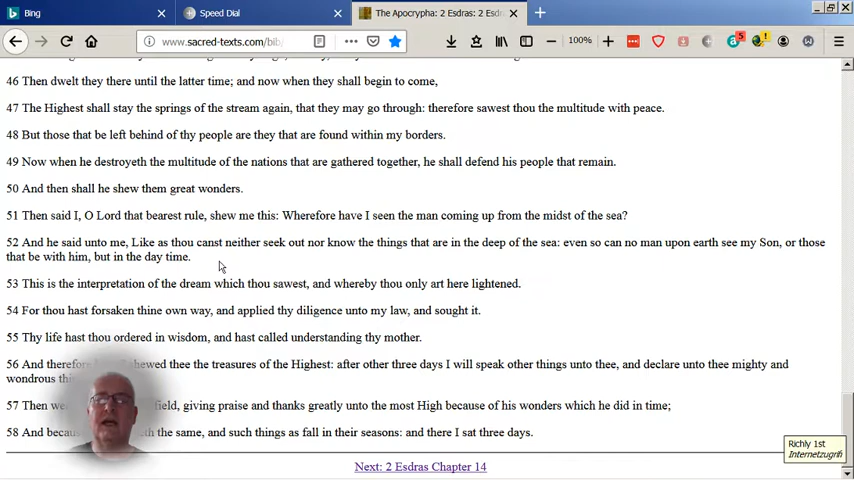 Bing
Speed Dial
The Apocrypha: 2 Esdras: 2 Esdr
www.sacred-texts.com/bib/
100%
46 Then dwelt they there until the latter time; and now when they shall begin to come,
47 The Highest shall stay the springs of the stream again, that they may go through: therefore sawest thou the multitude with peace.
48 But those that be left behind of thy people are they that are found within my borders.
49 Now when he destroyeth the multitude of the nations that are gathered together, he shall defend his people that remain.
50 And then shall he shew them great wonders.
51 Then said I, O Lord that bearest rule, shew me this: Wherefore have I seen the man coming up from the midst of the sea?
52 And he said unto me, Like as thou canst neither seek out nor know the things that are in the deep of the sea: even so can no man upon earth see my Son, or those
that be with him, but in the day time.
53 This is the interpretation of the dream which thou sawest, and whereby thou only art here lightened.
54 For thou hast forsaken thine own way, and applied thy diligence unto my law, and sought it.
55 Thy life hast thou ordered in wisdom, and hast called understanding thy mother.
56 And therefore shewed thee the treasures of the Highest: after other three days I will speak other things unto thee, and declare unto thee mighty and
wondrous
57 Then field, giving praise and thanks greatly unto the most High because of his wonders which he did in time;
58 And the same, and such things as fall in their seasons: and there I sat three days.
Richly 1st
Internetzugriff
Next: 2 Esdras Chapter 14